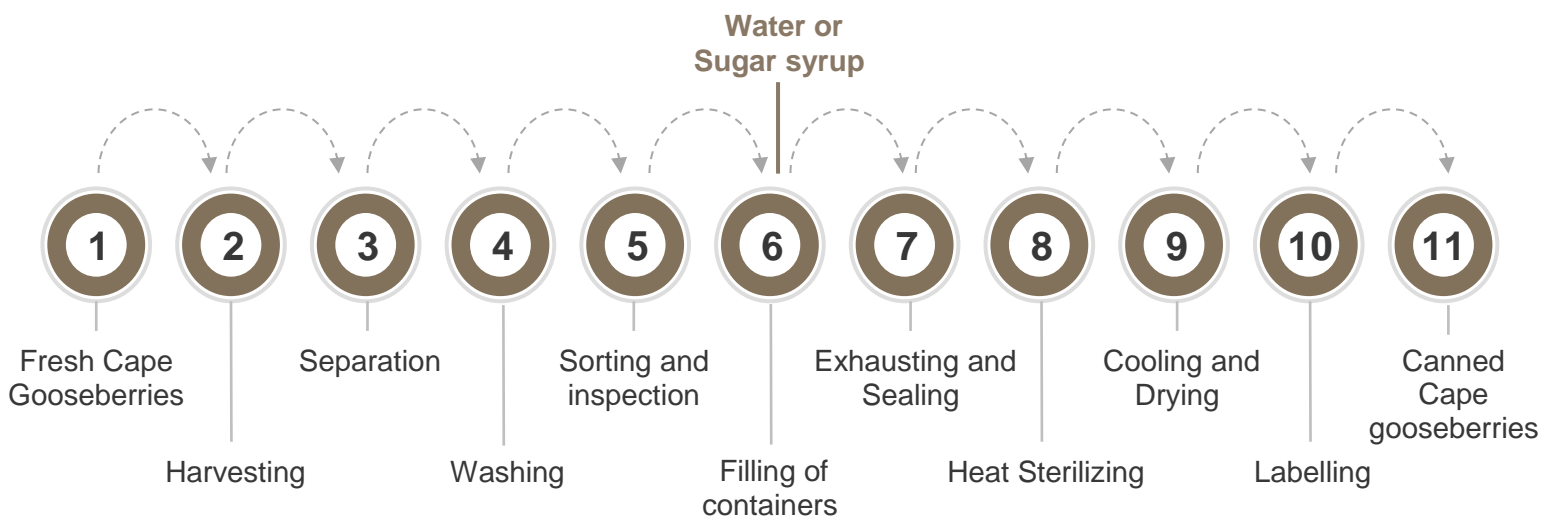 Water or
Sugar syrup
1 2 3 4 5 6 7 8 9 10 11
Fresh Cape
Gooseberries
Harvesting
Separation
Washing
Sorting and
inspection
Filling of
containers
Exhausting and
Sealing
Heat Sterilizing
Cooling and
Drying
Labelling
Canned
Cape
gooseberries